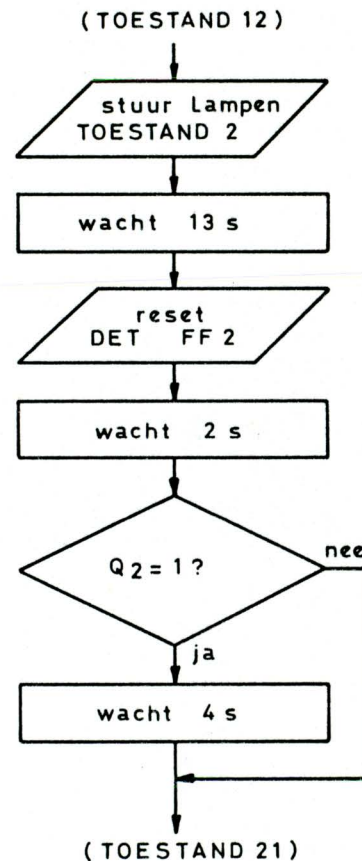 (TOESTAND 12)
stuur Lampen
TOESTAND 2
wacht 13 s
reset
DET FF 2
wacht 2 s
Q2 = 1 ?
nee
ja
wacht 4 s
(TOESTAND 21)